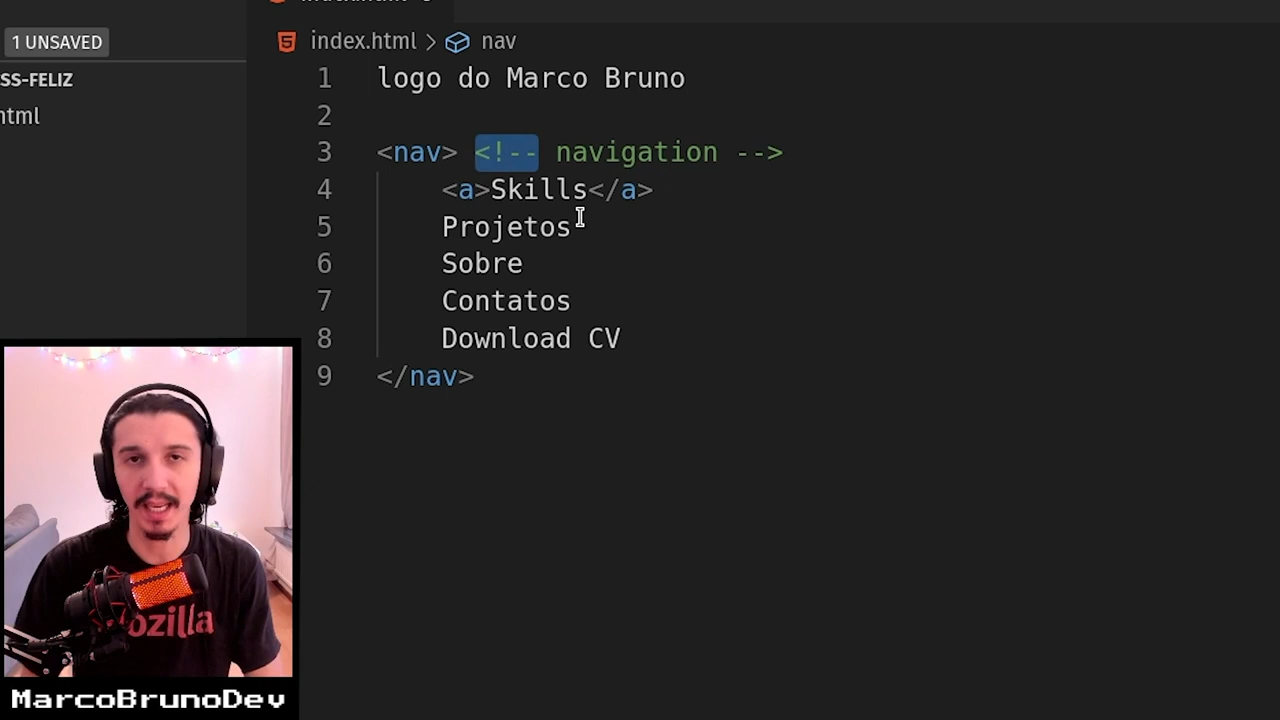 1 UNSAVED
index.html > nav
SS-FELIZ
html
1 logo do Marco Bruno
2
3 <nav> <!-- navigation -->
4 <a>Skills</a>
5 Projetos
6 Sobre
7 Contatos
8 Download CV
9 </nav>
ozilla
MarcoBrunoDev